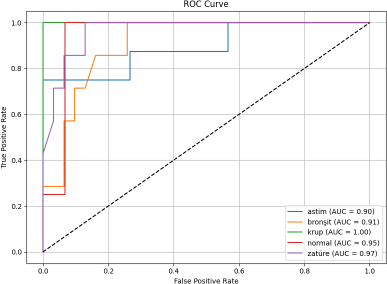 ROC Curve
1.0
0.8
0.6
0.4
0.2
0.0
True Positive Rate
astim (AUC = 0.90)
bronşit (AUC = 0.91)
krup (AUC = 1.00)
normal (AUC = 0.95)
zatüre (AUC = 0.97)
0.0 0.2 0.4 0.6 0.8 1.0
False Positive Rate